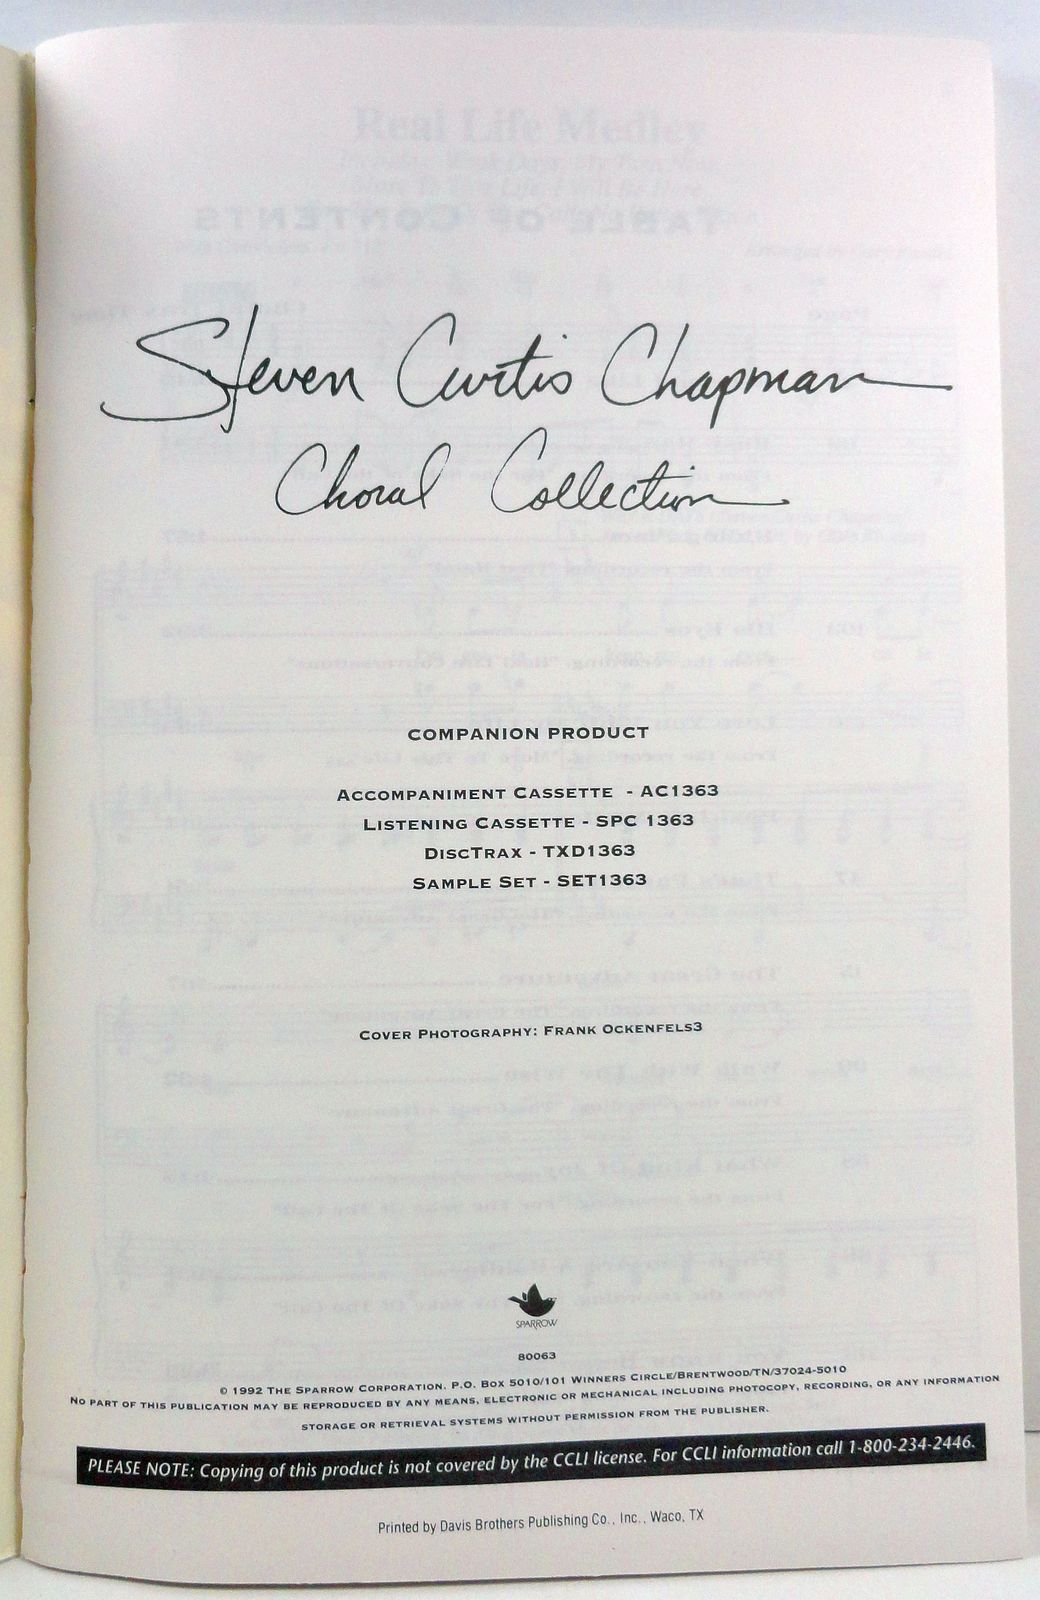 Steven Curtis Chapman
Choral Collection
COMPANION PRODUCT
ACCOMPANIMENT CASSETTE - AC1363
LISTENING CASSETTE - SPC 1363
DISCTRAX - TXD1363
SAMPLE SET - SET1363
COVER PHOTOGRAPHY: FRANK OCKENFELS3
SPARROW
80063
© 1992 THE SPARROW CORPORATION. P.O. BOX 5010/101 WINNERS CIRCLE/BRENTWOOD/TN/37024-5010
NO PART OF THIS PUBLICATION MAY BE REPRODUCED BY ANY MEANS, ELECTRONIC OR MECHANICAL INCLUDING PHOTOCOPY, RECORDING, OR ANY INFORMATION
STORAGE OR RETRIEVAL SYSTEMS WITHOUT PERMISSION FROM THE PUBLISHER.
PLEASE NOTE: Copying of this product is not covered by the CCLI license. For CCLI information call 1-800-234-2446.
Printed by Davis Brothers Publishing Co., Inc., Waco, TX